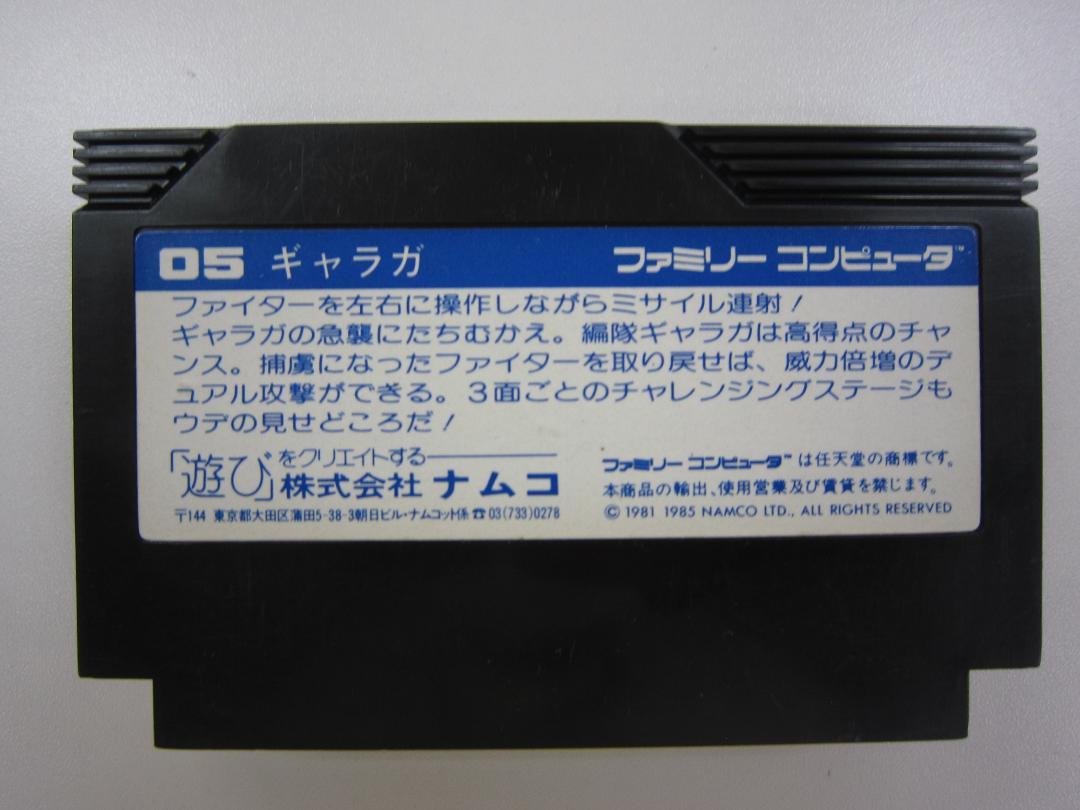 05 ギャラガ ファミリー コンピュータ™
ファイターを左右に操作しながらミサイル連射!
ギャラガの急襲にたちむかえ。編隊ギャラガは高得点のチャ
ンス。捕虜になったファイターを取り戻せば、威力倍増のデ
ュアル攻撃ができる。3面ごとのチャレンジングステージも
ウデの見せどころだ!
「遊び」をクリエイトする
株式会社 ナムコ
〒144 東京都大田区蒲田5-38-3朝日ビル・ナムコット係 ☎03(733)0278
ファミリー コンピュータ™ は任天堂の商標です。
本商品の輸出、使用営業及び賃貸を禁じます。
© 1981 1985 NAMCO LTD., ALL RIGHTS RESERVED